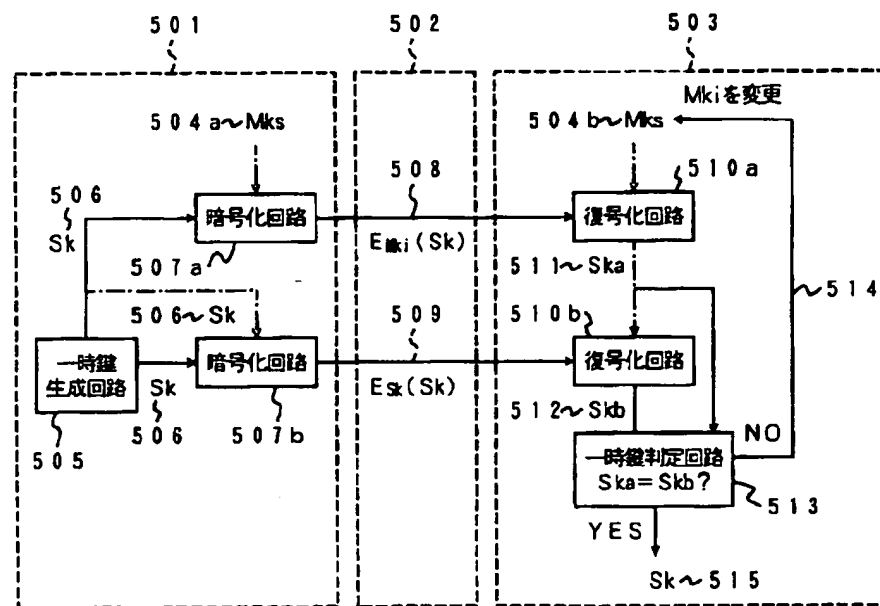 501
502
503
Mkiを変更
504a〜Mks
504b〜Mks
510a
506
508
暗号化回路
復号化回路
Sk
EMki(Sk)
507a
511〜Ska
514
506〜Sk
509
510b
一時鍵
生成回路
暗号化回路
復号化回路
Sk
ESk(Sk)
512〜Skb
506
507b
NO
505
一時鍵判定回路
Ska=Skb?
513
YES
Sk〜515